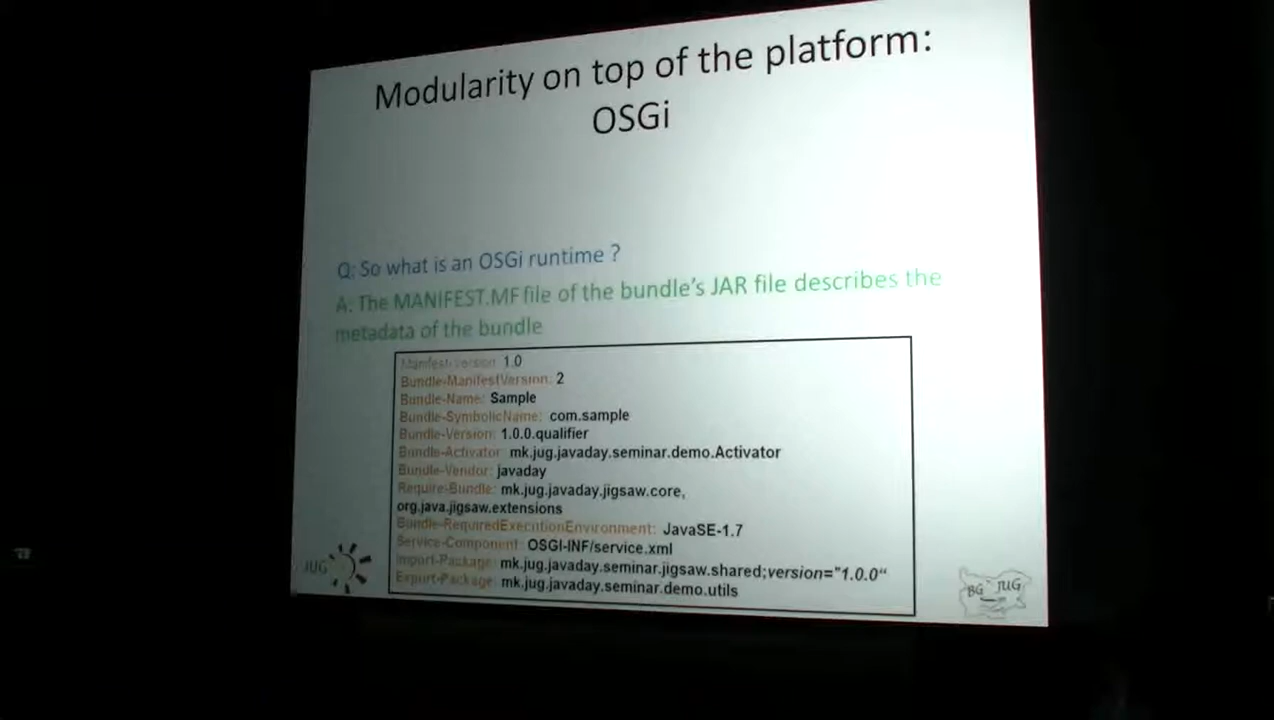 Modularity on top of the platform:
OSGi
Q: So what is an OSGi runtime ?
A: The MANIFEST.MF file of the bundle's JAR file describes the
metadata of the bundle
Manifest-version: 1.0
Bundle-ManifestVersion: 2
Bundle-Name: Sample
Bundle-SymbolicName: com.sample
Bundle-Version: 1.0.0.qualifier
Bundle-Activator: mk.jug.javaday.seminar.demo.Activator
Bundle-Vendor: javaday
Require-Bundle: mk.jug.javaday.jigsaw.core,
org.java.jigsaw.extensions
Bundle-RequiredExecutionEnvironment: JavaSE-1.7
Service-Component: OSGI-INF/service.xml
Import-Package: mk.jug.javaday.seminar.jigsaw.shared;version="1.0.0“
Export-Package: mk.jug.javaday.seminar.demo.utils
JUG
BG JUG